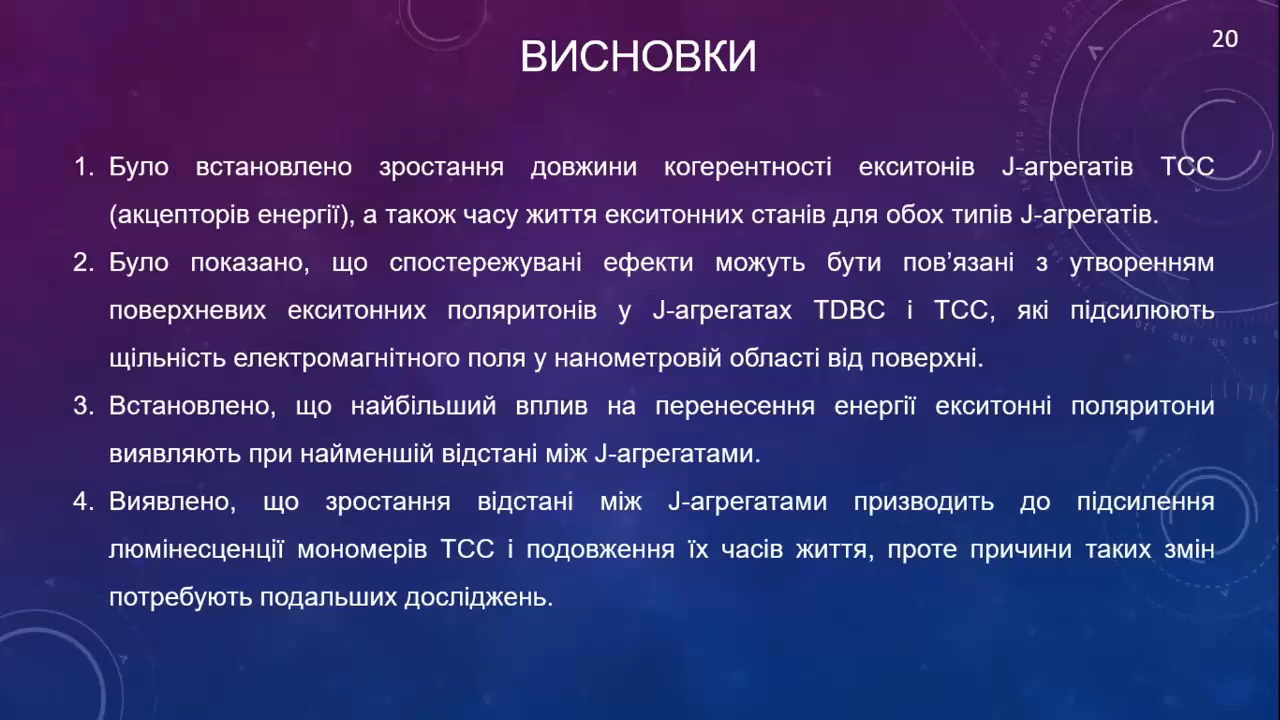 20
ВИСНОВКИ
1. Було встановлено зростання довжини когерентності екситонів J-агрегатів TCC
(акцепторів енергії), а також часу життя екситонних станів для обох типів J-агрегатів.
2. Було показано, що спостережувані ефекти можуть бути пов’язані з утворенням
поверхневих екситонних поляритонів у J-агрегатах TDBC і TCC, які підсилюють
щільність електромагнітного поля у нанометровій області від поверхні.
3. Встановлено, що найбільший вплив на перенесення енергії екситонні поляритони
виявляють при найменшій відстані між J-агрегатами.
4. Виявлено, що зростання відстані між J-агрегатами призводить до підсилення
люмінесценції мономерів TCC і подовження їх часів життя, проте причини таких змін
потребують подальших досліджень.